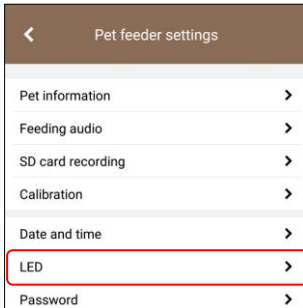 Pet feeder settings
Pet information
Feeding audio
SD card recording
Calibration
Date and time
LED
Password